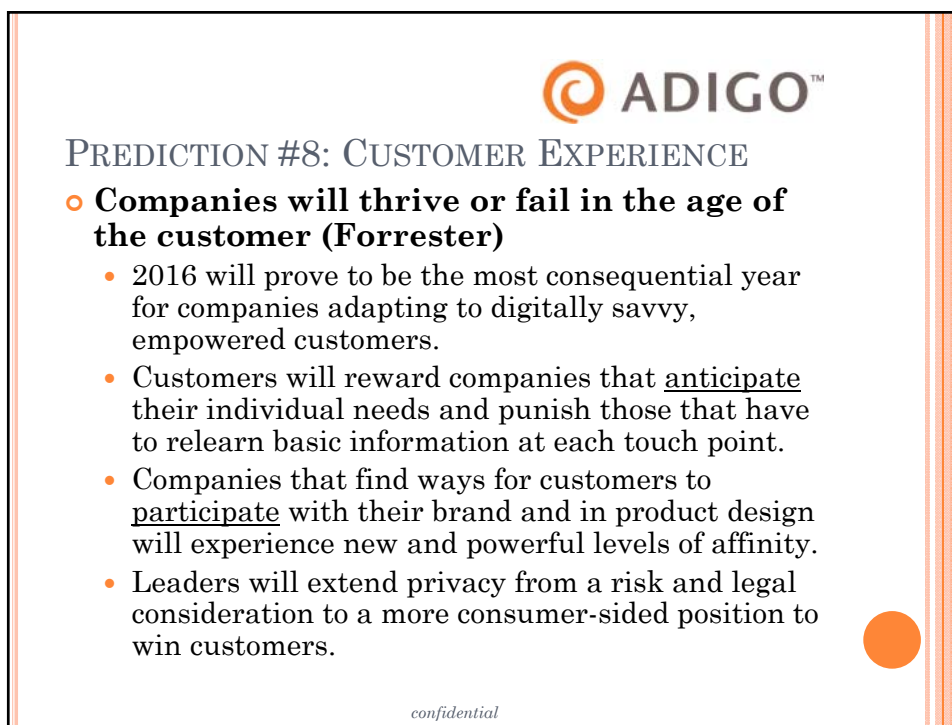 ADIGO™
PREDICTION #8: CUSTOMER EXPERIENCE
Companies will thrive or fail in the age of
the customer (Forrester)
2016 will prove to be the most consequential year
for companies adapting to digitally savvy,
empowered customers.
Customers will reward companies that anticipate
their individual needs and punish those that have
to relearn basic information at each touch point.
Companies that find ways for customers to
participate with their brand and in product design
will experience new and powerful levels of affinity.
Leaders will extend privacy from a risk and legal
consideration to a more consumer-sided position to
win customers.
confidential